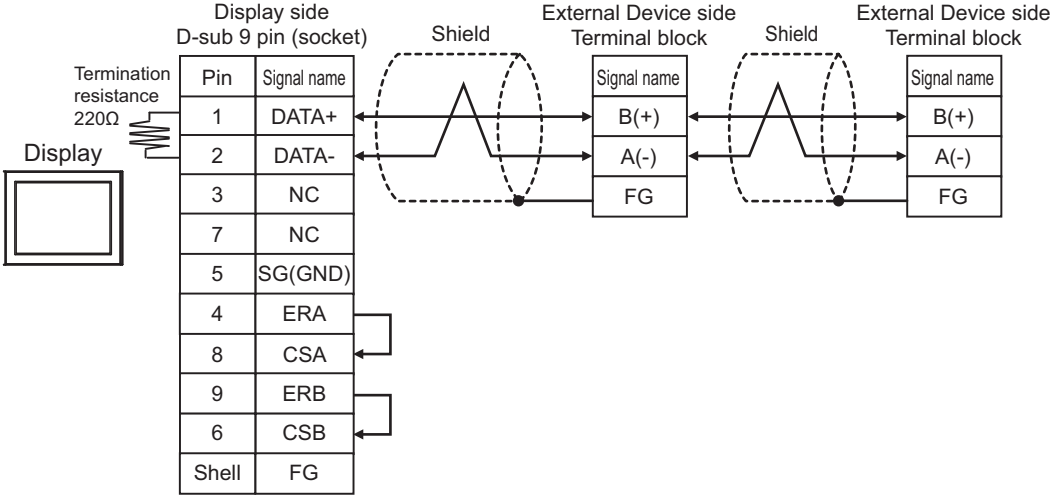 Display side
D-sub 9 pin (socket)
Shield
External Device side
Terminal block
Shield
External Device side
Terminal block
Termination
resistance
220Ω
Display
Pin Signal name
1 DATA+
2 DATA-
3 NC
7 NC
5 SG(GND)
4 ERA
8 CSA
9 ERB
6 CSB
Shell FG
Signal name
B(+)
A(-)
FG
Signal name
B(+)
A(-)
FG